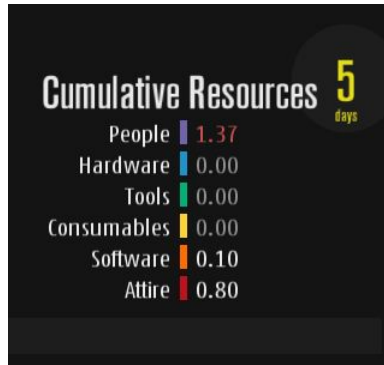 Cumulative Resources 5
days
People 1.37
Hardware 0.00
Tools 0.00
Consumables 0.00
Software 0.10
Attire 0.80